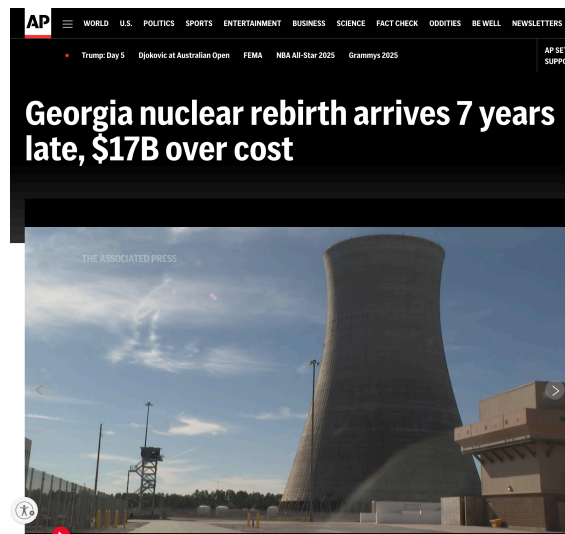 AP
WORLD U.S. POLITICS SPORTS ENTERTAINMENT BUSINESS SCIENCE FACT CHECK ODDITIES BE WELL NEWSLETTERS
Trump: Day 5 Djokovic at Australian Open FEMA NBA All-Star 2025 Grammys 2025
AP SE
SUPPO
Georgia nuclear rebirth arrives 7 years
late, $17B over cost
THE ASSOCIATED PRESS